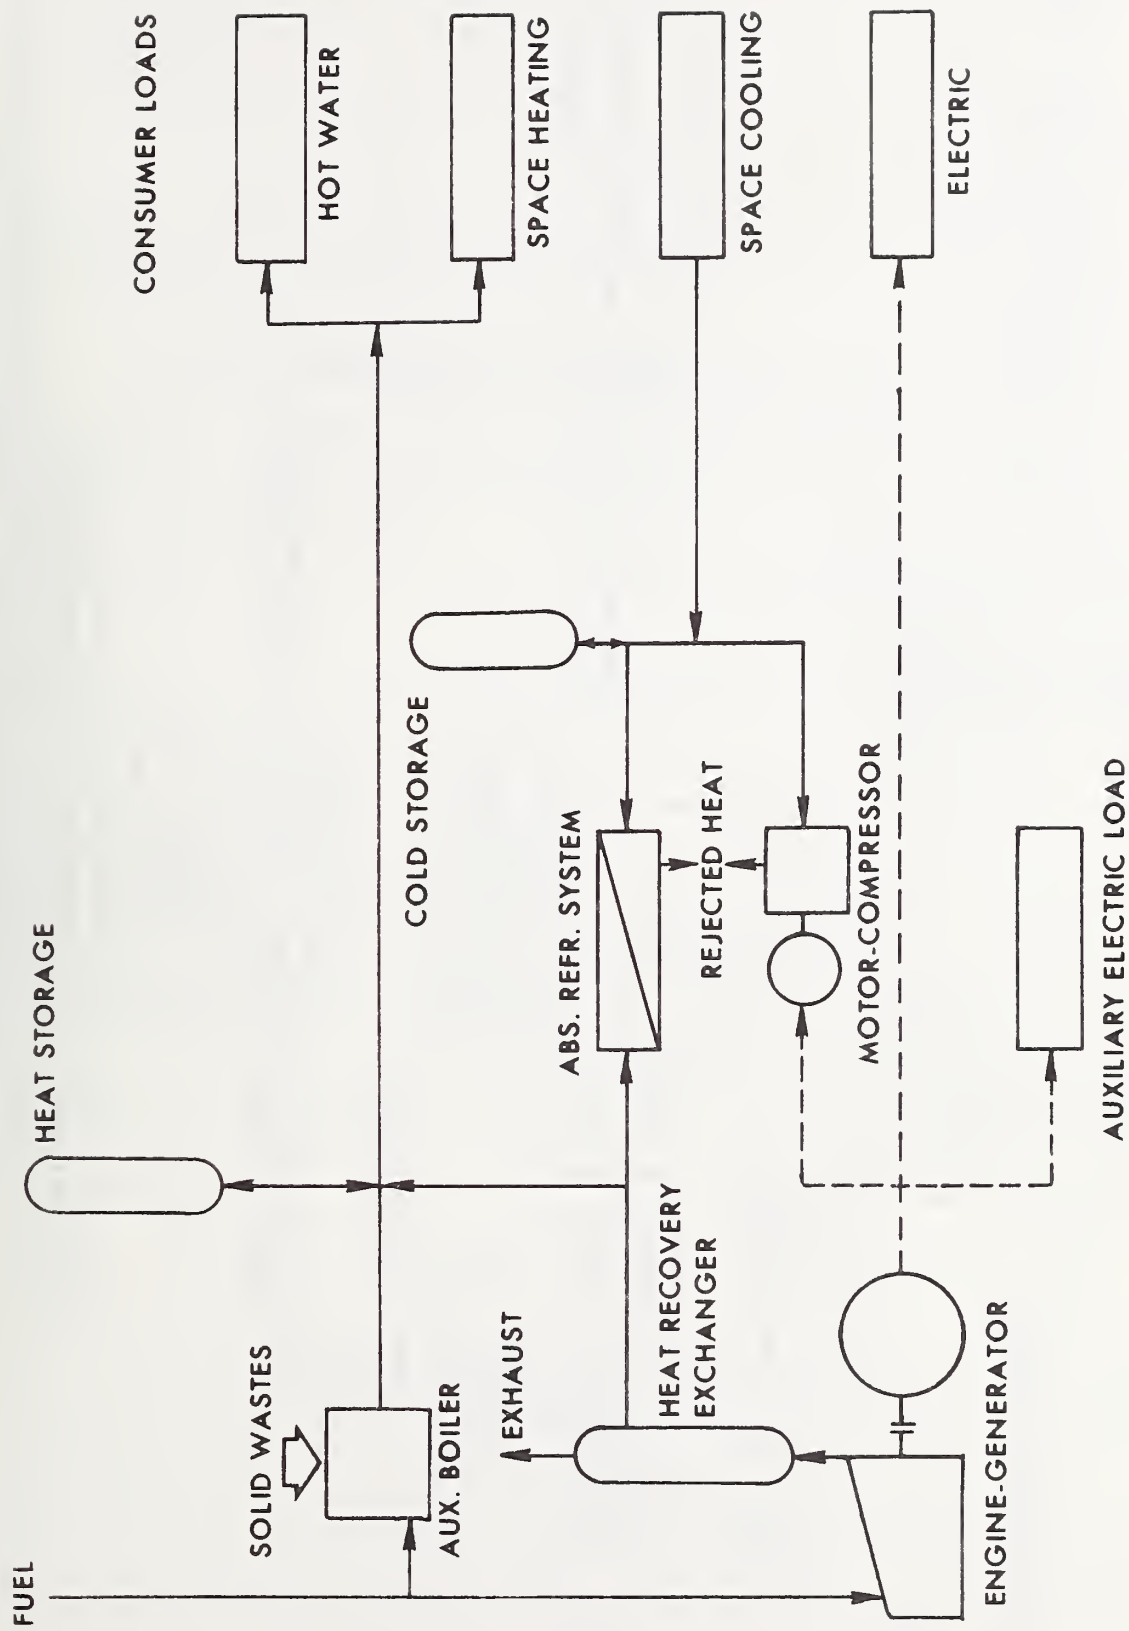 FUEL
SOLID WASTES
AUX. BOILER
HEAT STORAGE
EXHAUST
HEAT RECOVERY
EXCHANGER
ENGINE-GENERATOR
COLD STORAGE
ABS. REFR. SYSTEM
REJECTED HEAT
MOTOR-COMPRESSOR
AUXILIARY ELECTRIC LOAD
CONSUMER LOADS
HOT WATER
SPACE HEATING
SPACE COOLING
ELECTRIC